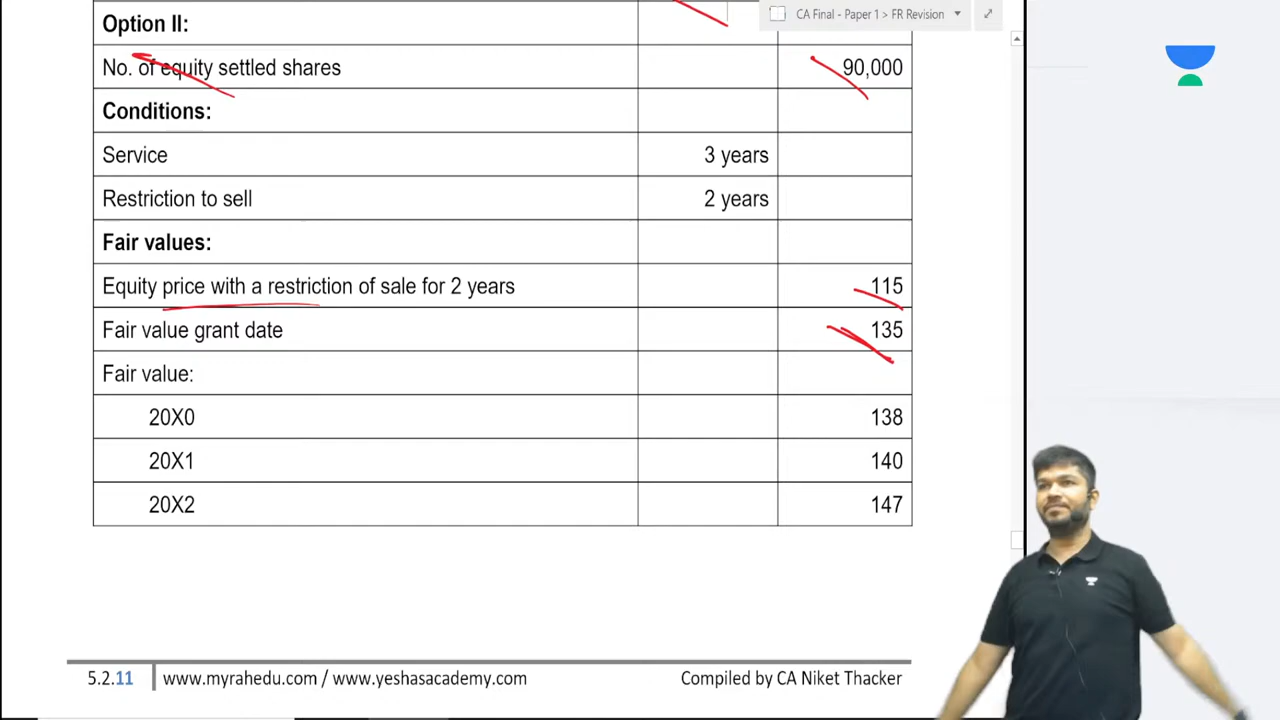 CA Final - Paper 1 > FR Revision
Option II:
No. of equity settled shares 90,000
Conditions:
Service 3 years
Restriction to sell 2 years
Fair values:
Equity price with a restriction of sale for 2 years 115
Fair value grant date 135
Fair value:
20X0 138
20X1 140
20X2 147
5.2.11 www.myrahedu.com / www.yeshasacademy.com Compiled by CA Niket Thacker